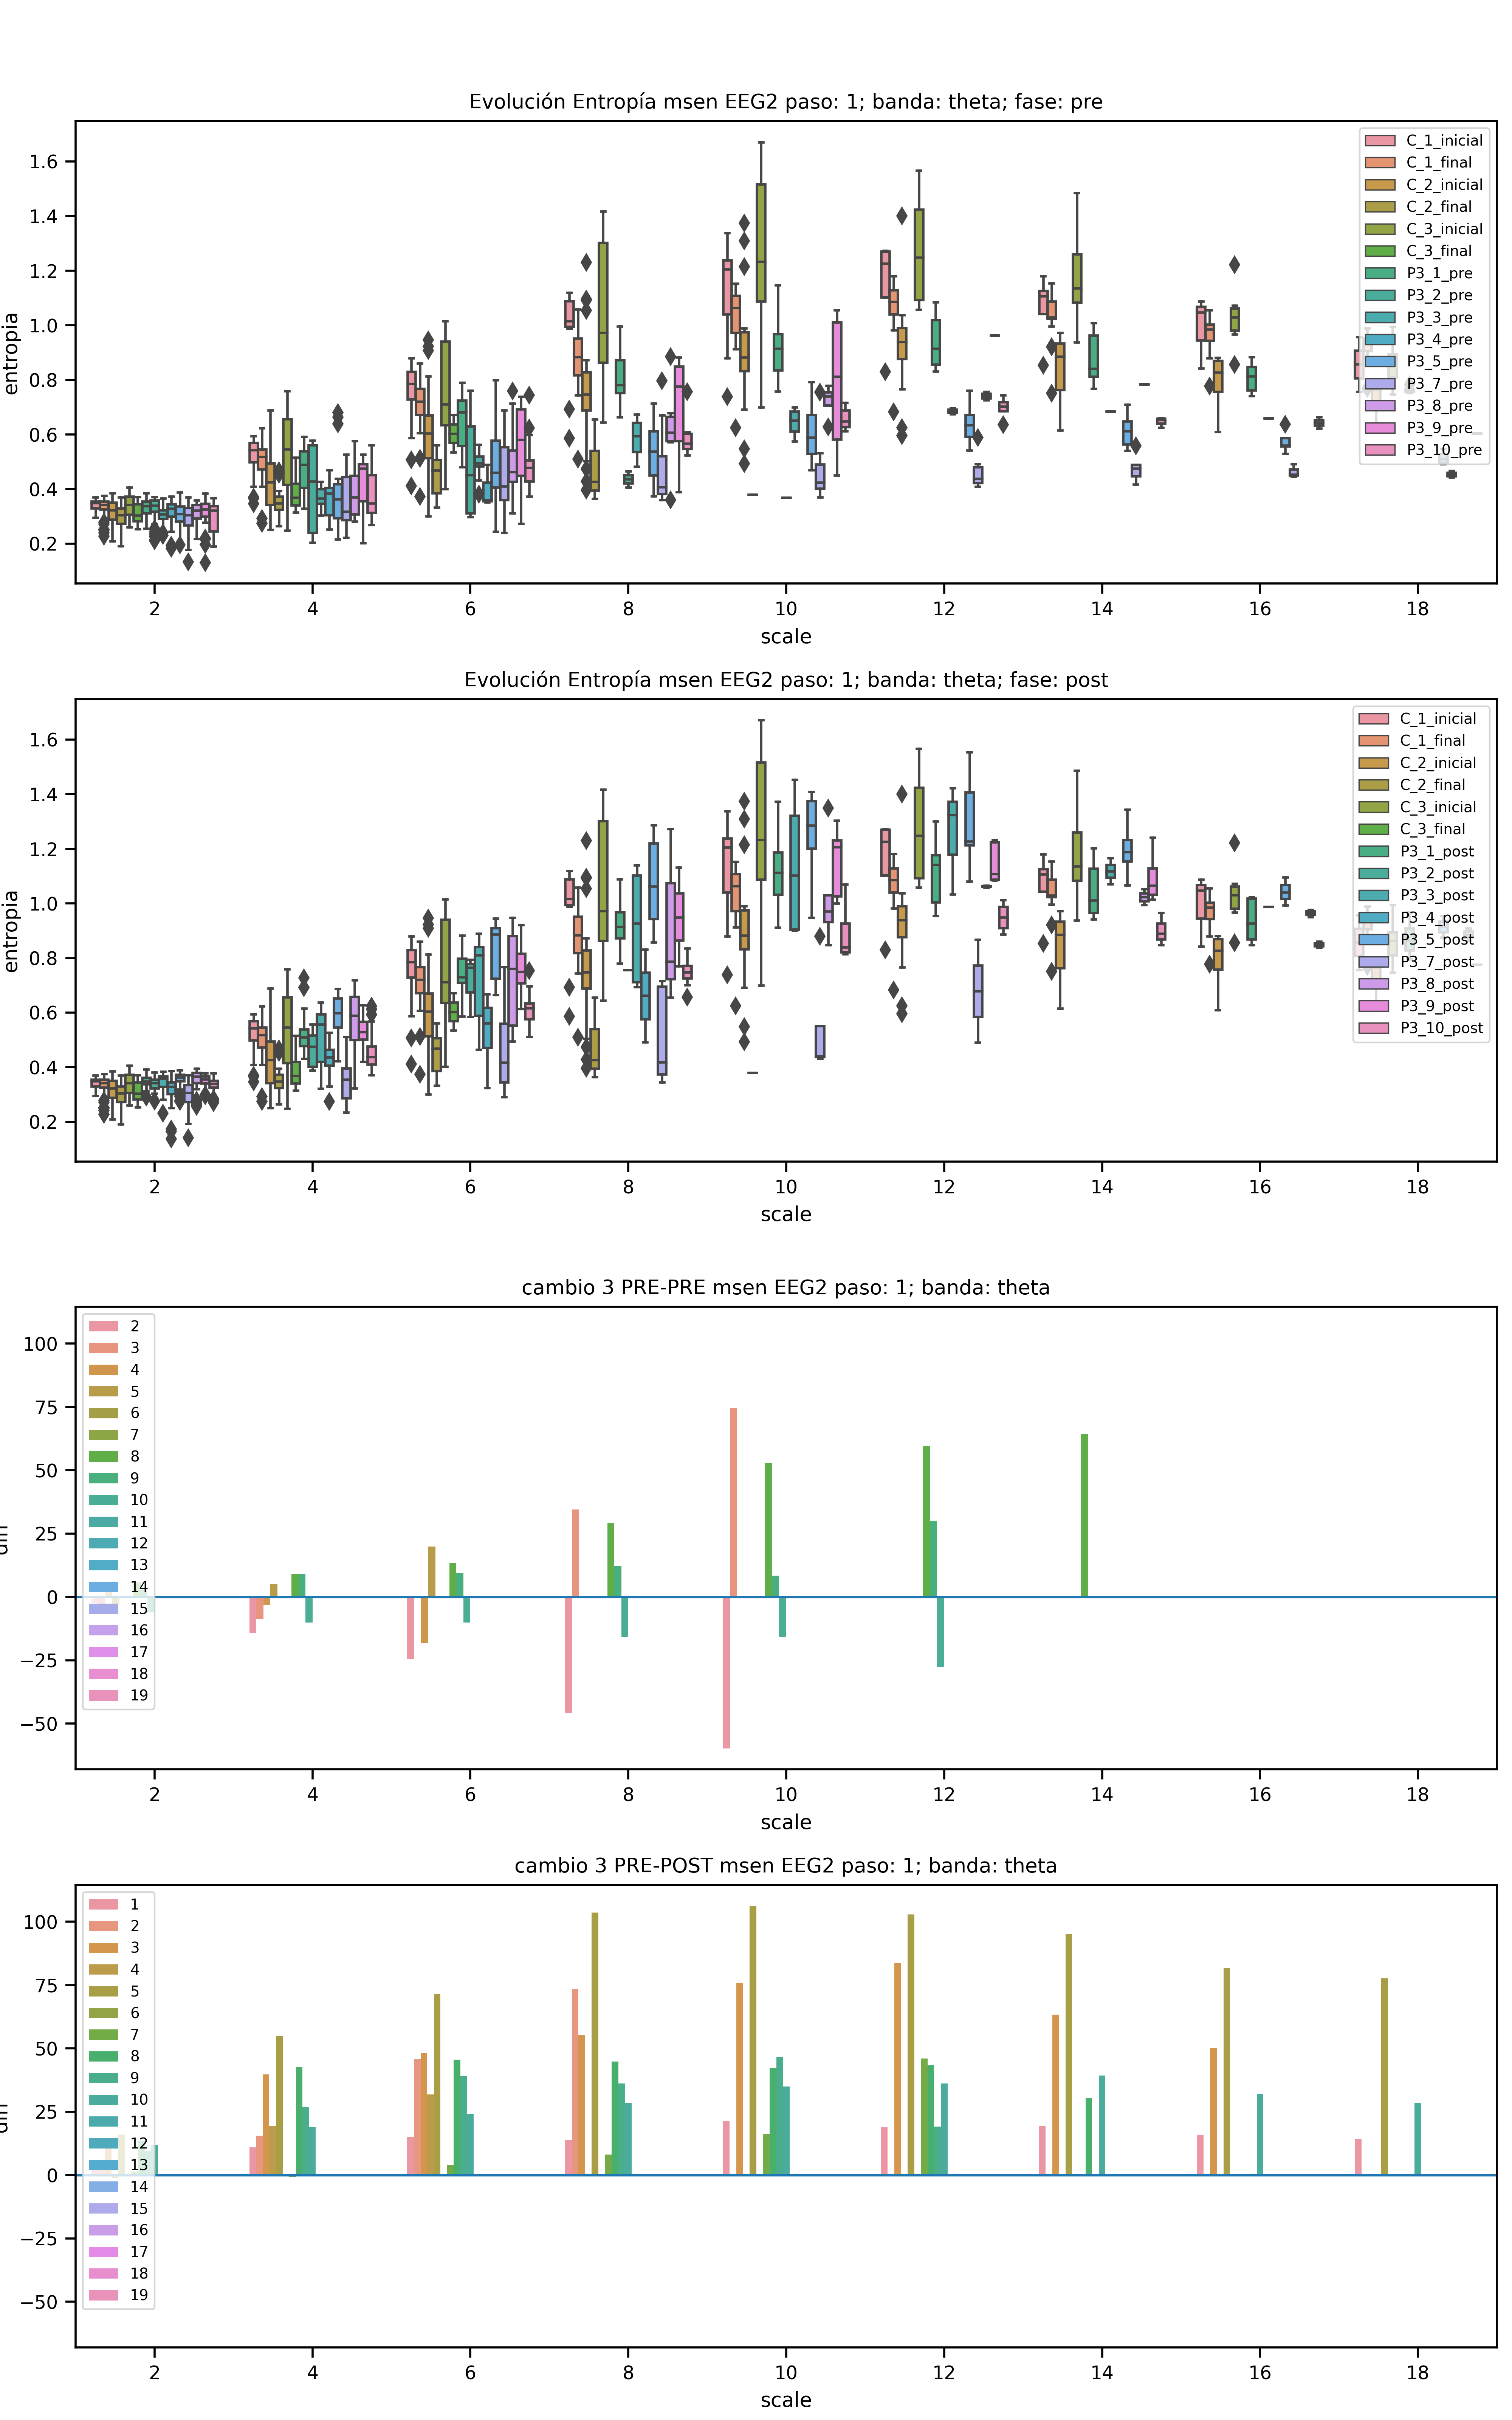 Evolución Entropía msen EEG2 paso: 1; banda: theta; fase: pre
entropia
1.6
1.4
1.2
1.0
0.8
0.6
0.4
0.2
C_1_inicial
C_1_final
C_2_inicial
C_2_final
C_3_inicial
C_3_final
P3_1_pre
P3_2_pre
P3_3_pre
P3_4_pre
P3_5_pre
P3_7_pre
P3_8_pre
P3_9_pre
P3_10_pre
2 4 6 8 10 12 14 16 18
scale
Evolución Entropía msen EEG2 paso: 1; banda: theta; fase: post
entropia
1.6
1.4
1.2
1.0
0.8
0.6
0.4
0.2
C_1_inicial
C_1_final
C_2_inicial
C_2_final
C_3_inicial
C_3_final
P3_1_post
P3_2_post
P3_3_post
P3_4_post
P3_5_post
P3_7_post
P3_8_post
P3_9_post
P3_10_post
2 4 6 8 10 12 14 16 18
scale
cambio 3 PRE-PRE msen EEG2 paso: 1; banda: theta
100
75
50
25
0
−25
−50
2
3
4
5
6
7
8
9
10
11
12
13
14
15
16
17
18
19
2 4 6 8 10 12 14 16 18
scale
cambio 3 PRE-POST msen EEG2 paso: 1; banda: theta
100
75
50
25
0
−25
−50
1
2
3
4
5
6
7
8
9
10
11
12
13
14
15
16
17
18
19
2 4 6 8 10 12 14 16 18
scale